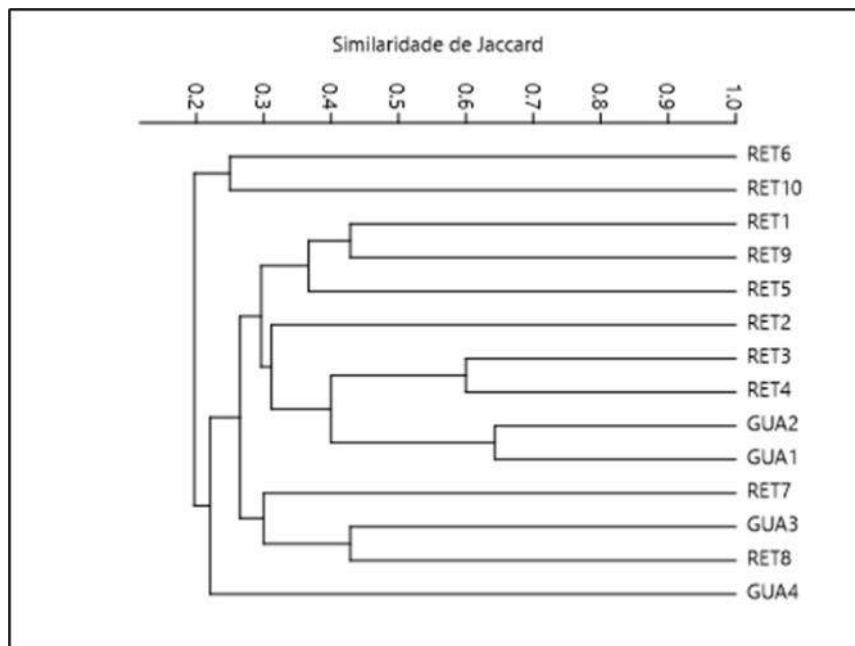 Similaridade de Jaccard
0.2 0.3 0.4 0.5 0.6 0.7 0.8 0.9 1.0
RET6
RET10
RET1
RET9
RET5
RET2
RET3
RET4
GUA2
GUA1
RET7
GUA3
RET8
GUA4